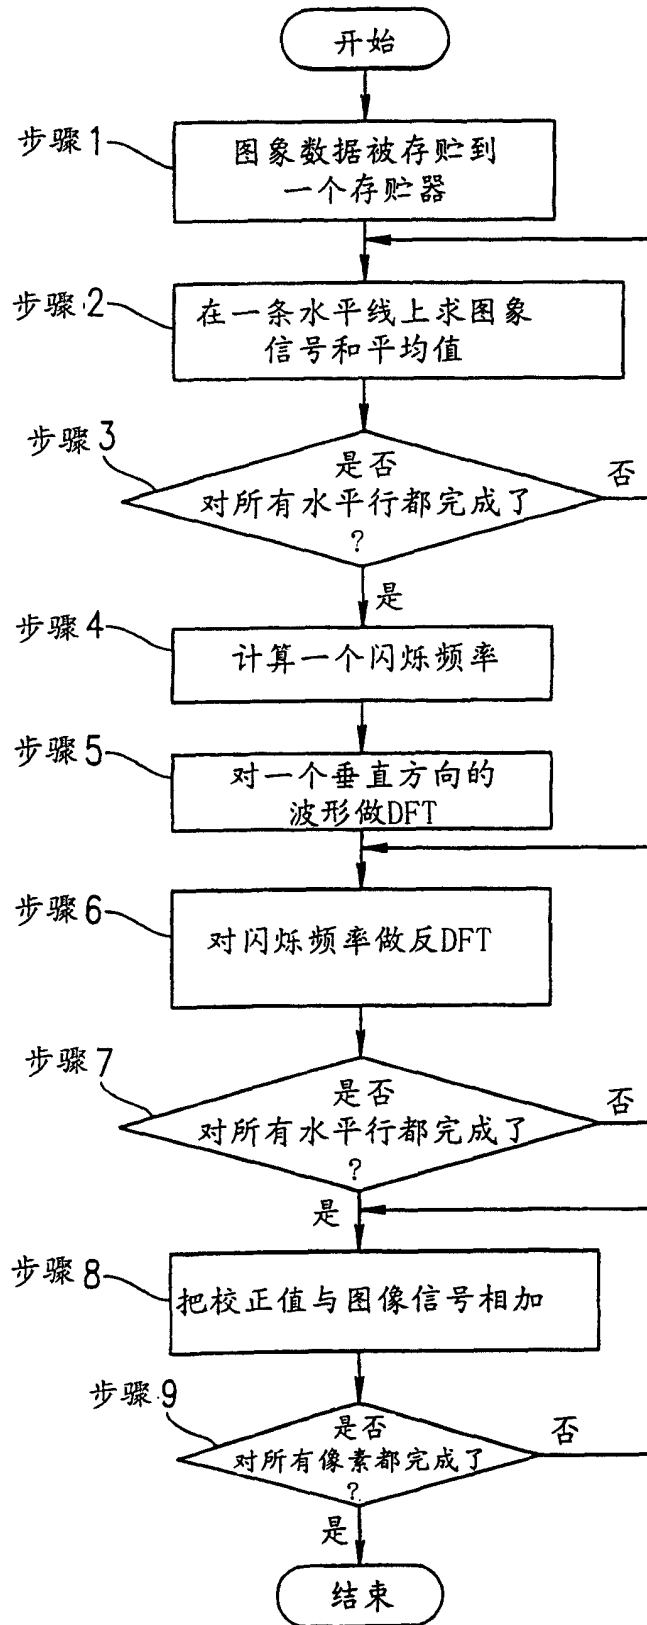 开始
步骤1
图象数据被存贮到
一个存贮器
步骤2
在一条水平线上求图象
信号和平均值
步骤3
是否
对所有水平行都完成了
?
否
是
步骤4
计算一个闪烁频率
步骤5
对一个垂直方向的
波形做DFT
步骤6
对闪烁频率做反DFT
步骤7
是否
对所有水平行都完成了
?
否
是
步骤8
把校正值与图像信号相加
步骤9
是否
对所有像素都完成了
?
否
是
结束